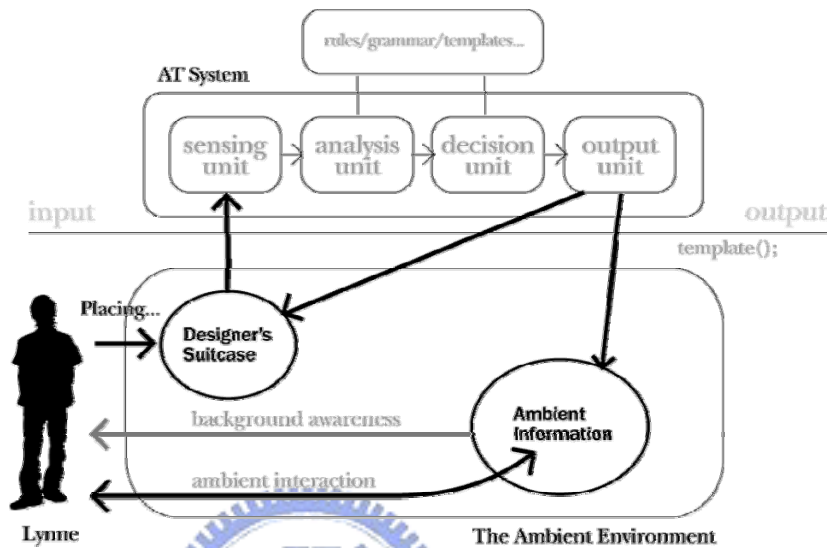 rules/grammar/templates...
AT System
sensing
unit
analysis
unit
decision
unit
output
unit
input
output
template();
Placing...
Designer's
Suitcase
background awareness
Ambient
Information
ambient interaction
Lynne
The Ambient Environment